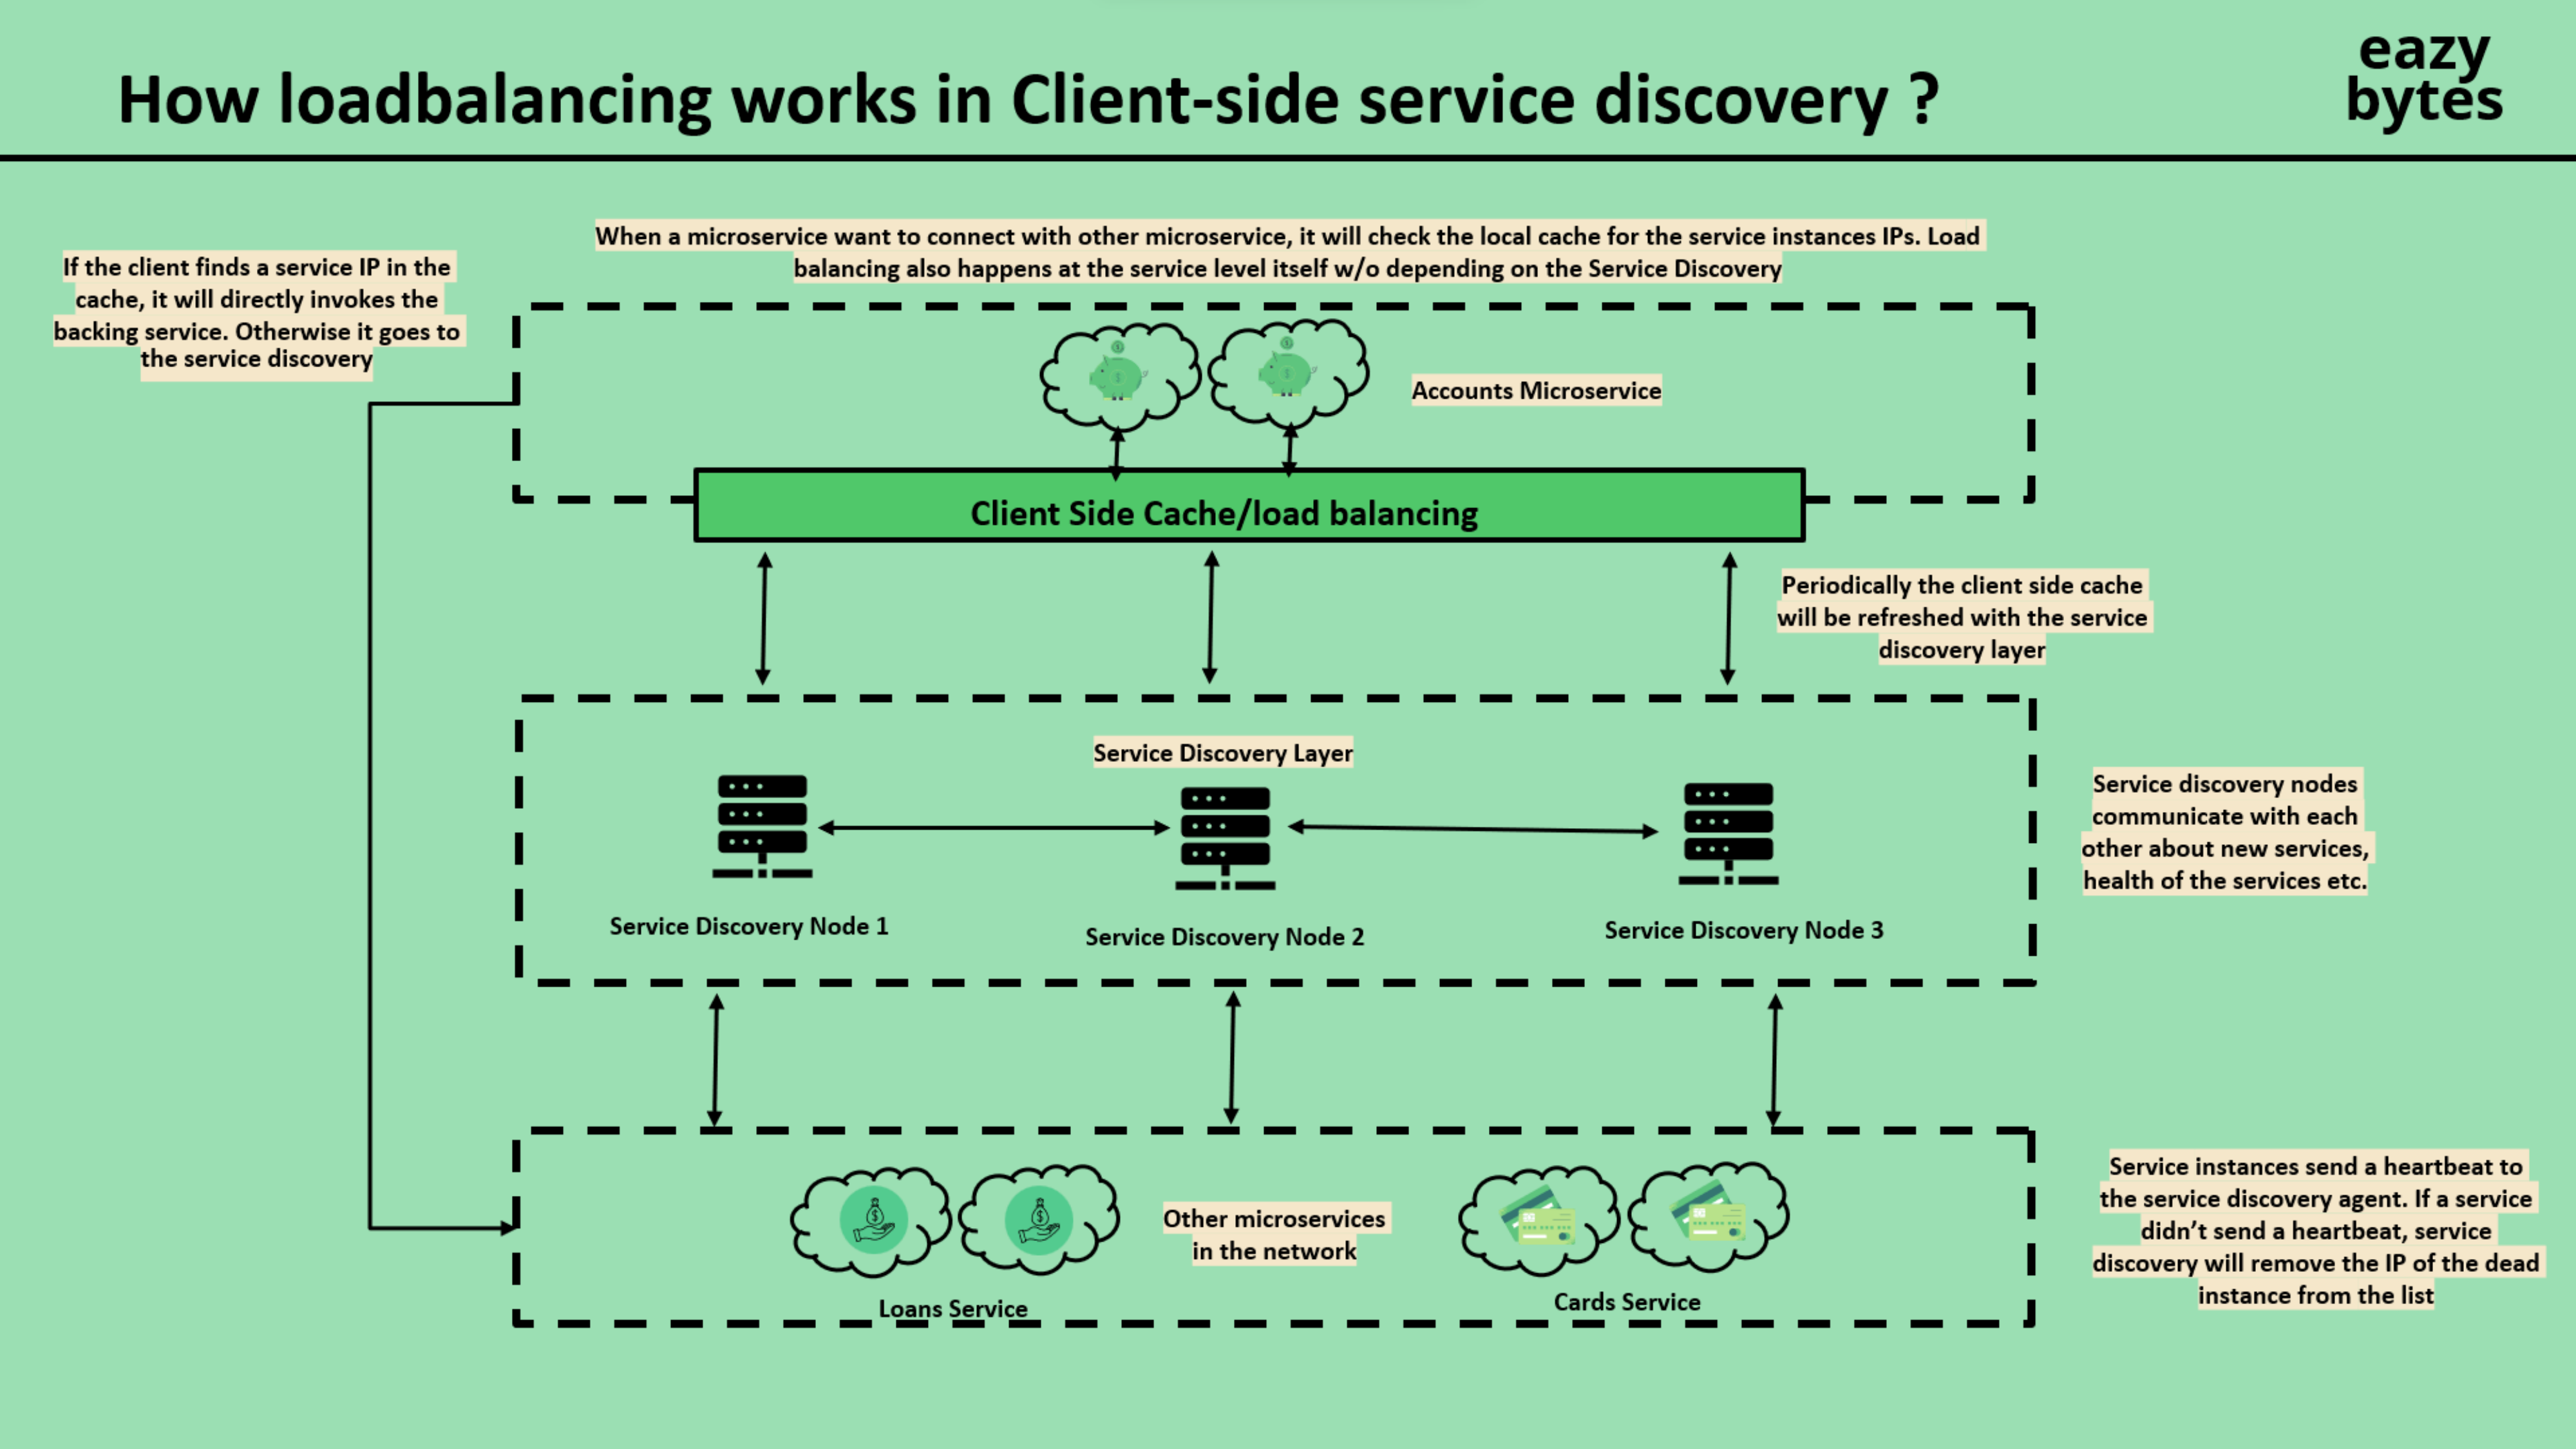 How loadbalancing works in Client-side service discovery ?
eazy
bytes
When a microservice want to connect with other microservice, it will check the local cache for the service instances IPs. Load
balancing also happens at the service level itself w/o depending on the Service Discovery
If the client finds a service IP in the
cache, it will directly invokes the
backing service. Otherwise it goes to
the service discovery
Accounts Microservice
Client Side Cache/load balancing
Periodically the client side cache
will be refreshed with the service
discovery layer
Service Discovery Layer
Service Discovery Node 1
Service Discovery Node 2
Service Discovery Node 3
Service discovery nodes
communicate with each
other about new services,
health of the services etc.
Other microservices
in the network
Loans Service
Cards Service
Service instances send a heartbeat to
the service discovery agent. If a service
didn’t send a heartbeat, service
discovery will remove the IP of the dead
instance from the list